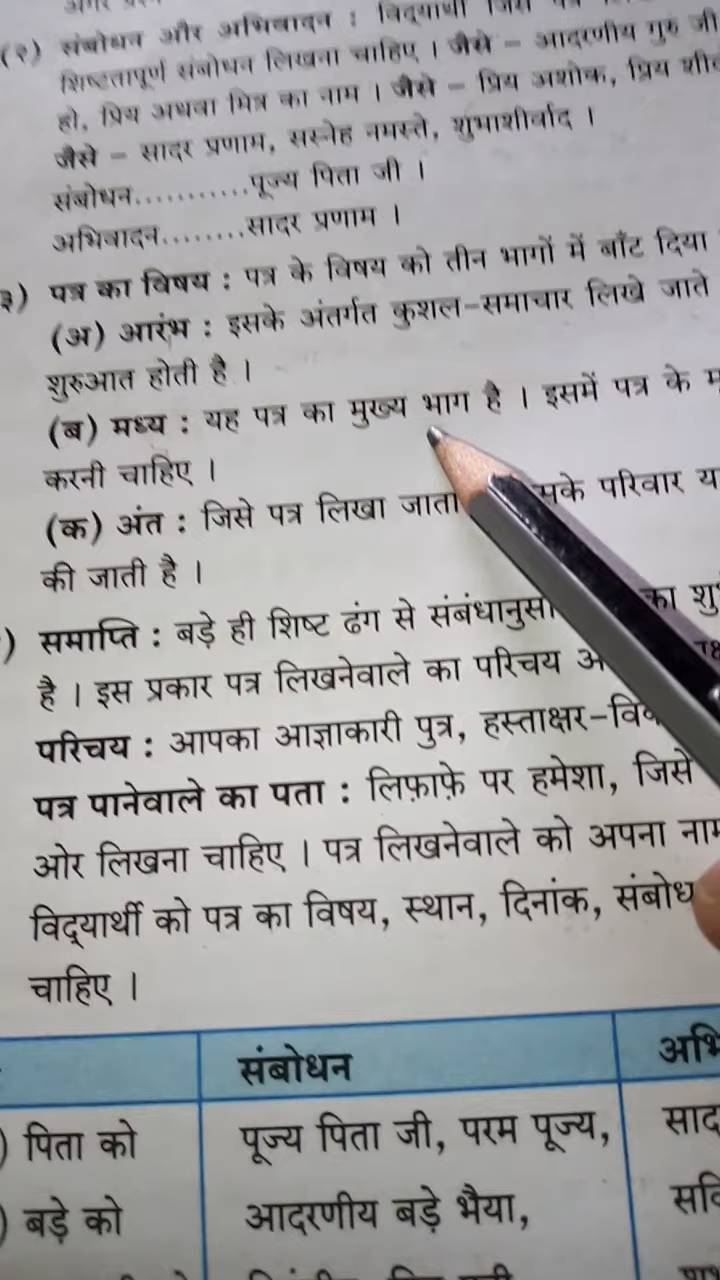 (२) संबोधन और अभिवादन : विद्यार्थी जिसे
शिष्टतापूर्ण संबोधन लिखना चाहिए । जैसे – आदरणीय गुरु जी
हो, प्रिय अथवा मित्र का नाम । जैसे – प्रिय अशोक, प्रिय
जैसे – सादर प्रणाम, सस्नेह नमस्ते, शुभाशीर्वाद ।
संबोधन...........पूज्य पिता जी ।
अभिवादन........सादर प्रणाम ।
३) पत्र का विषय : पत्र के विषय को तीन भागों में बाँट दिया
(अ) आरंभ : इसके अंतर्गत कुशल-समाचार लिखे जाते
शुरुआत होती है ।
(ब) मध्य : यह पत्र का मुख्य भाग है । इसमें पत्र के
करनी चाहिए ।
(क) अंत : जिसे पत्र लिखा जाता के परिवार
की जाती है ।
) समाप्ति : बड़े ही शिष्ट ढंग से का
है । इस प्रकार पत्र लिखनेवाले का परिचय
परिचय : आपका आज्ञाकारी पुत्र,
पत्र पानेवाले का पता : लिफ़ाफ़े पर हमेशा, जिसे
ओर लिखना चाहिए । पत्र लिखनेवाले को अपना
विद्यार्थी को पत्र का विषय, स्थान, दिनांक,
चाहिए ।
संबोधन
) पिता को पूज्य पिता जी, परम पूज्य,
) बड़े को आदरणीय बड़े भैया,